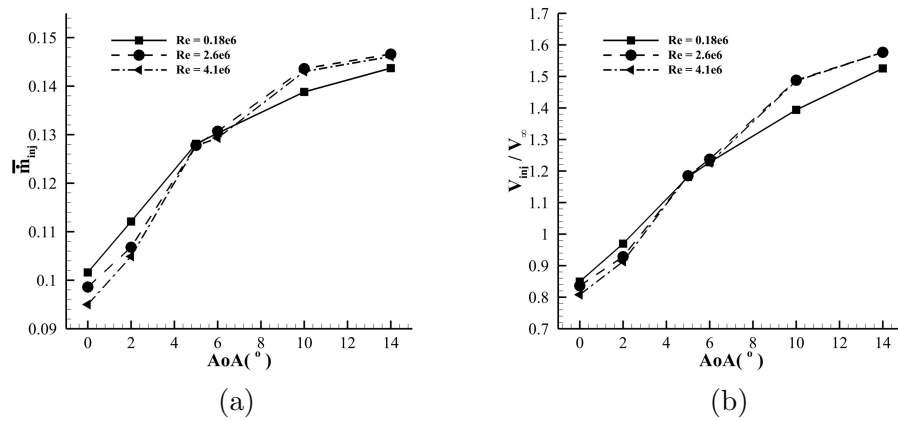 0.15
0.14
0.13
0.12
0.11
0.1
0.09
Re = 0.18e6
Re = 2.6e6
Re = 4.1e6
m̅̇inj
0 2 4 6 8 10 12 14
AoA(°)
(a)
1.7
1.6
1.5
1.4
1.3
1.2
1.1
1
0.9
0.8
0.7
Re = 0.18e6
Re = 2.6e6
Re = 4.1e6
Vinj / V∞
0 2 4 6 8 10 12 14
AoA(°)
(b)